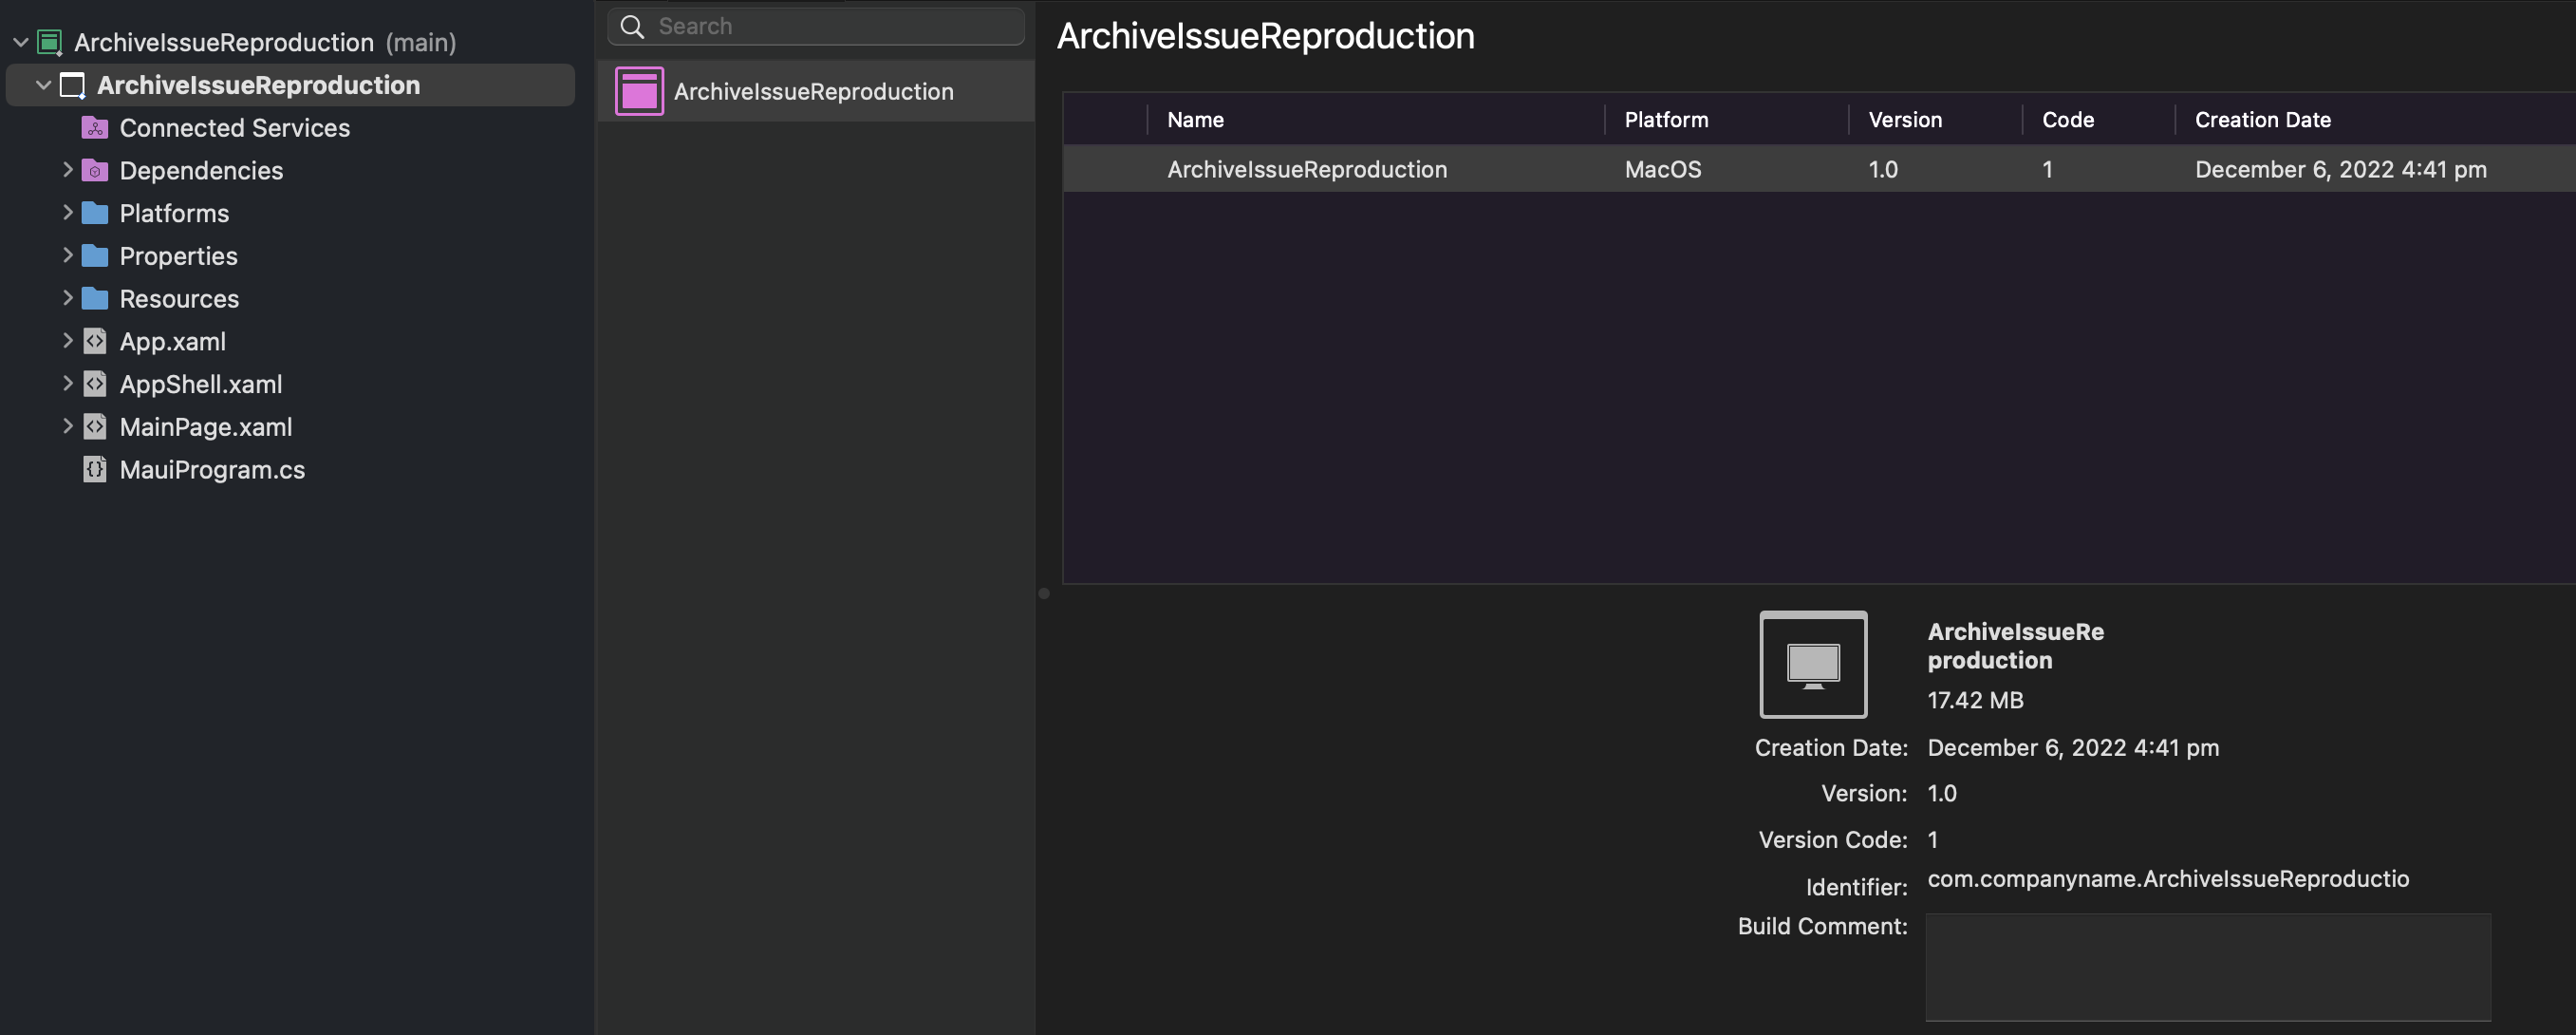 ArchiveIssueReproduction (main)
ArchiveIssueReproduction
Connected Services
Dependencies
Platforms
Properties
Resources
App.xaml
AppShell.xaml
MainPage.xaml
MauiProgram.cs
Search
ArchiveIssueReproduction
ArchiveIssueReproduction
Name Platform Version Code Creation Date
ArchiveIssueReproduction MacOS 1.0 1 December 6, 2022 4:41 pm
ArchiveIssueRe
production
17.42 MB
Creation Date: December 6, 2022 4:41 pm
Version: 1.0
Version Code: 1
Identifier: com.companyname.ArchiveIssueReproductio
Build Comment: